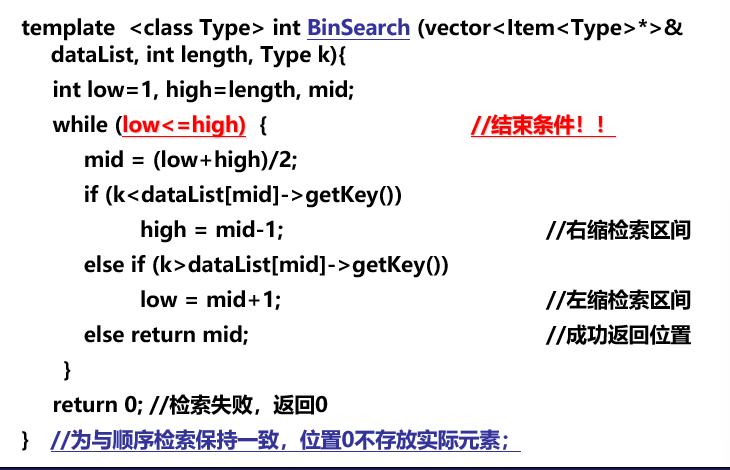 template <class Type> int BinSearch (vector<Item<Type>*>&
dataList, int length, Type k){
int low=1, high=length, mid;
while (low<=high) { //结束条件！！
mid = (low+high)/2;
if (k<dataList[mid]->getKey())
high = mid-1; //右缩检索区间
else if (k>dataList[mid]->getKey())
low = mid+1; //左缩检索区间
else return mid; //成功返回位置
}
return 0; //检索失败，返回0
} //为与顺序检索保持一致，位置0不存放实际元素；